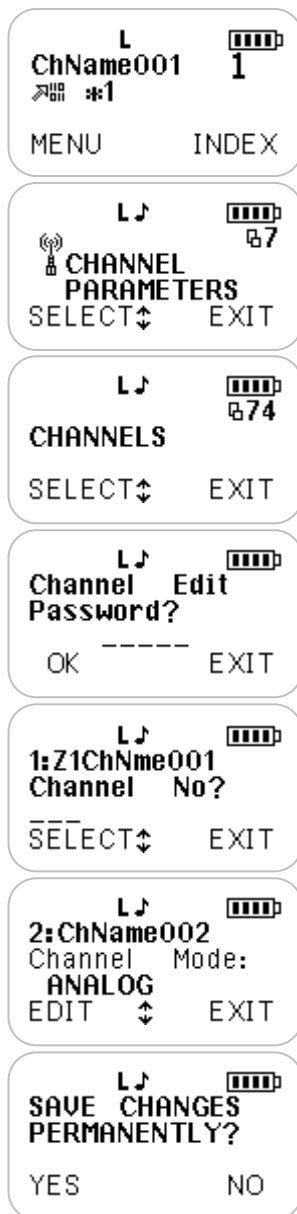 L
ChName001 1
*1
MENU INDEX
L♪
7
CHANNEL
PARAMETERS
SELECT↕ EXIT
L♪
74
CHANNELS
SELECT↕ EXIT
L♪
Channel Edit
Password?
OK _____ EXIT
L♪
1:Z1ChNme001
Channel No?
___
SELECT↕ EXIT
L♪
2:ChName002
Channel Mode:
ANALOG
EDIT ↕ EXIT
L♪
SAVE CHANGES
PERMANENTLY?
YES NO